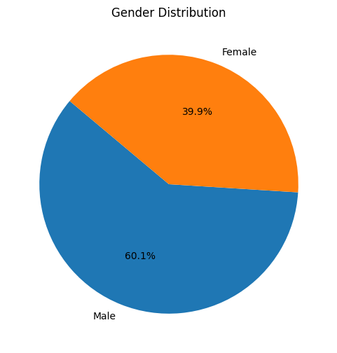 Gender Distribution
Female
39.9%
60.1%
Male